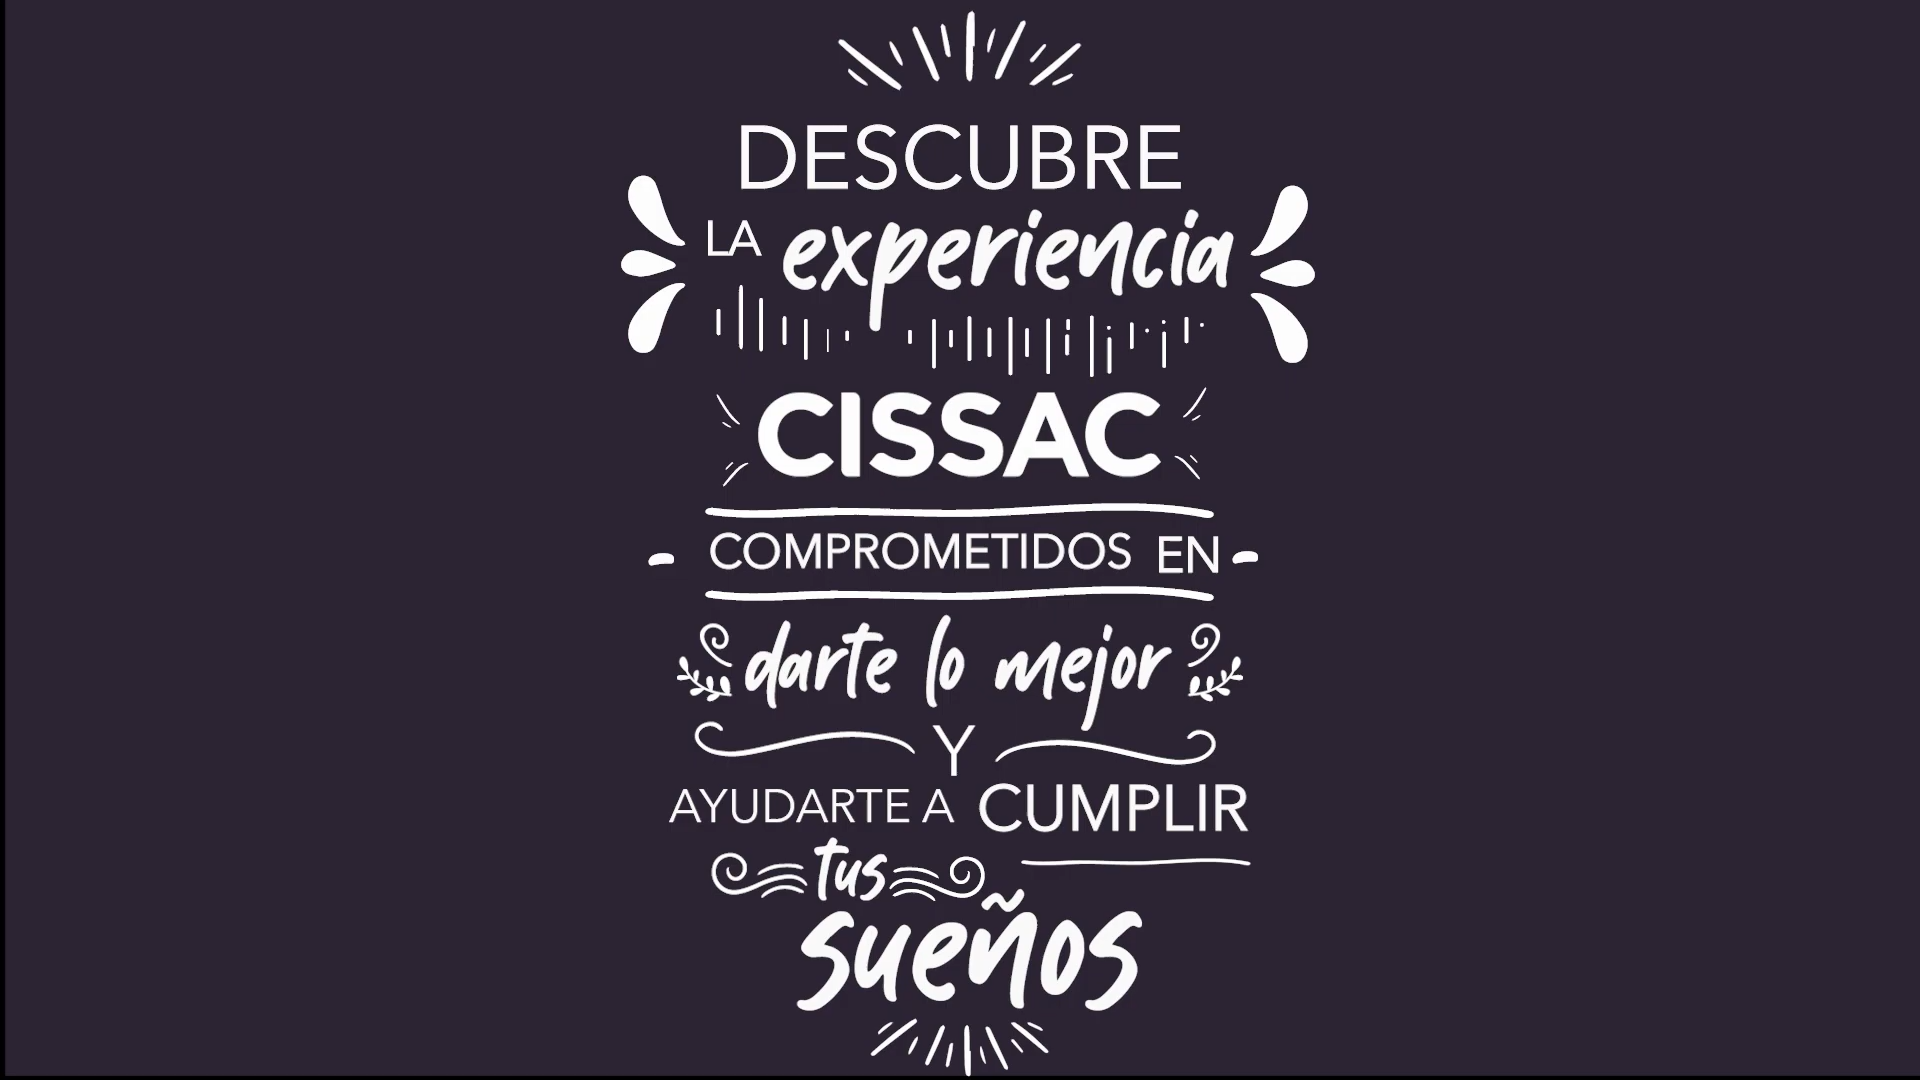 DESCUBRE
LA experiencia
CISSAC
COMPROMETIDOS EN
darte lo mejor
Y
AYUDARTE A CUMPLIR
tus
sueños